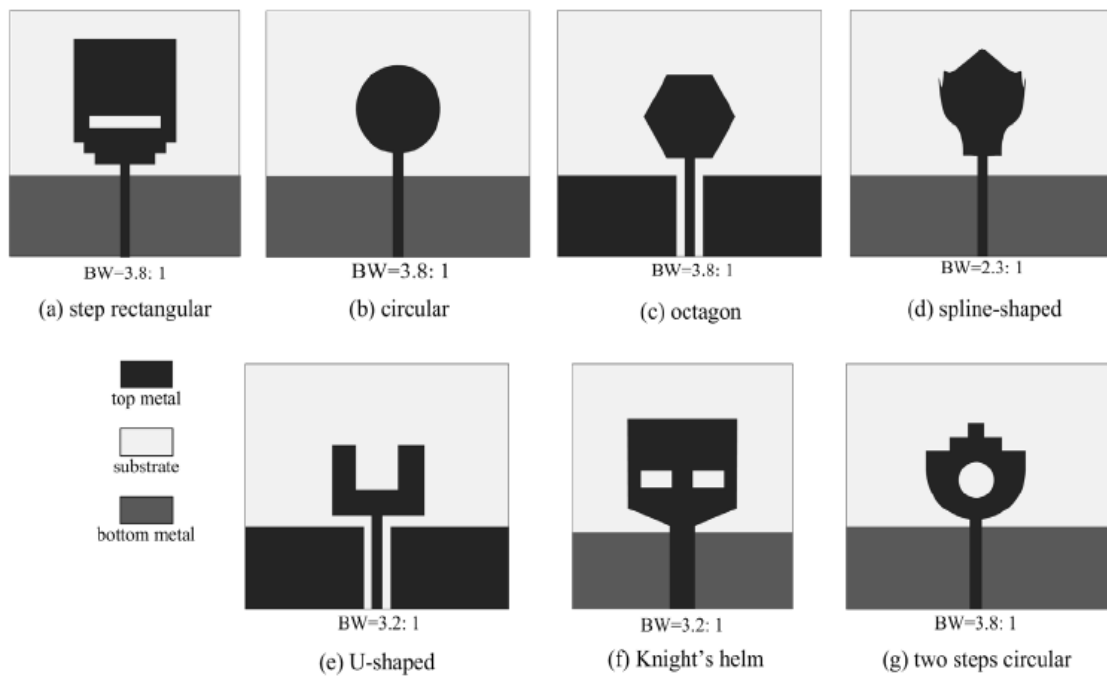 BW=3.8: 1
(a) step rectangular
BW=3.8: 1
(b) circular
BW=3.8: 1
(c) octagon
BW=2.3: 1
(d) spline-shaped
top metal
substrate
bottom metal
BW=3.2: 1
(e) U-shaped
BW=3.2: 1
(f) Knight's helm
BW=3.8: 1
(g) two steps circular